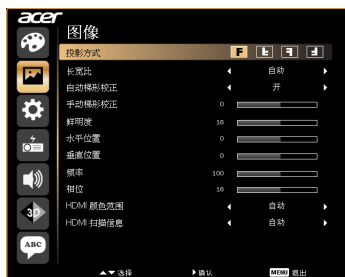 acer
图像
投影方式 F F F F
长宽比 自动
自动梯形校正 开
手动梯形校正 0
鲜明度 16
水平位置 0
垂直位置 0
频率 100
相位 16
HDMI 颜色范围 自动
HDMI 扫描信息 自动
3D
ABC
选择 确认 MENU 退出